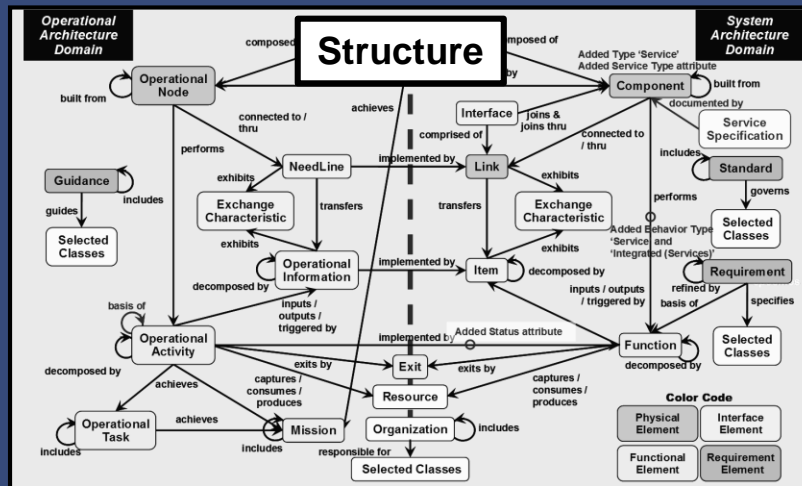 Operational
Architecture
Domain
Structure
System
Architecture
Domain
composed
mposed of
by
Added Type ‘Service’
Added Service Type attribute
Operational
Node
Component
built from
built from
achieves
documented by
Interface
joins &
joins thru
Service
Specification
connected to /
thru
comprised of
connected to
/ thru
includes
performs
NeedLine
implemented by
Link
Standard
Guidance
includes
exhibits
exhibits
performs
governs
guides
Exchange
Characteristic
transfers
transfers
Exchange
Characteristic
Selected
Classes
Selected
Classes
exhibits
exhibits
Added Behavior Type
‘Service’ and
‘Integrated (Services)’
Operational
Information
implemented by
Item
decomposed by
Requirement
decomposed by
refined by
basis of
inputs /
outputs /
triggered by
inputs / outputs
/ triggered by
basis of
specifies
Operational
Activity
implemented by
Added Status attribute
Function
Selected
Classes
decomposed by
exits by
Exit
exits by
decomposed by
achieves
captures /
consumes /
produces
Resource
captures /
consumes /
produces
Operational
Task
achieves
Mission
Organization
includes
includes
includes
responsible for
Selected Classes
Color Code
Physical
Element
Interface
Element
Functional
Element
Requirement
Element